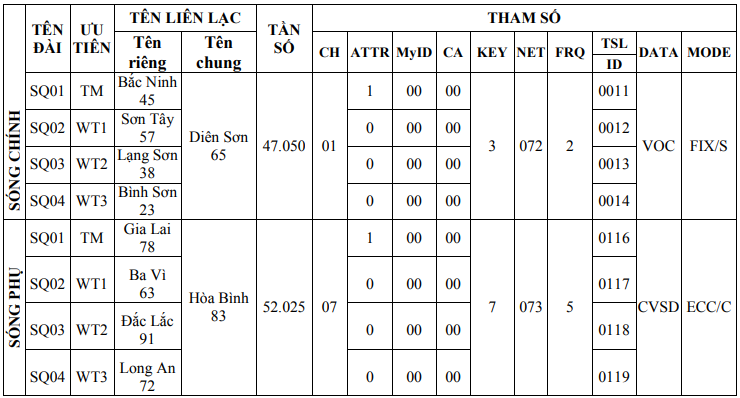 TÊN ĐÀI ƯU TIÊN TÊN LIÊN LẠC TẦN SỐ THAM SỐ
Tên riêng Tên chung CH ATTR MyID CA KEY NET FRQ TSL ID DATA MODE
SÓNG CHÍNH
SQ01 TM Bắc Ninh 45 Diên Sơn 65 47.050 01 1 00 00 3 072 2 0011 VOC FIX/S
SQ02 WT1 Sơn Tây 57 0 00 00 0012
SQ03 WT2 Lạng Sơn 38 0 00 00 0013
SQ04 WT3 Bình Sơn 23 0 00 00 0014
SÓNG PHỤ
SQ01 TM Gia Lai 78 Hòa Bình 83 52.025 07 1 00 00 7 073 5 0116 CVSD ECC/C
SQ02 WT1 Ba Vì 63 0 00 00 0117
SQ03 WT2 Đắc Lắc 91 0 00 00 0118
SQ04 WT3 Long An 72 0 00 00 0119